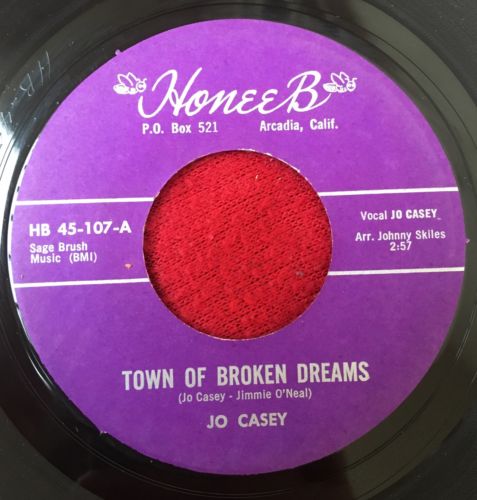 HoneeB
P.O. Box 521 Arcadia, Calif.
HB 45-107-A
Sage Brush
Music (BMI)
Vocal JO CASEY
Arr. Johnny Skiles
2:57
TOWN OF BROKEN DREAMS
(Jo Casey - Jimmie O'Neal)
JO CASEY